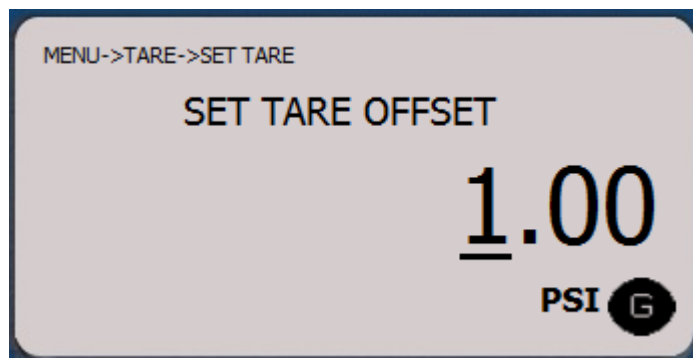 MENU->TARE->SET TARE
SET TARE OFFSET
1.00
PSI G